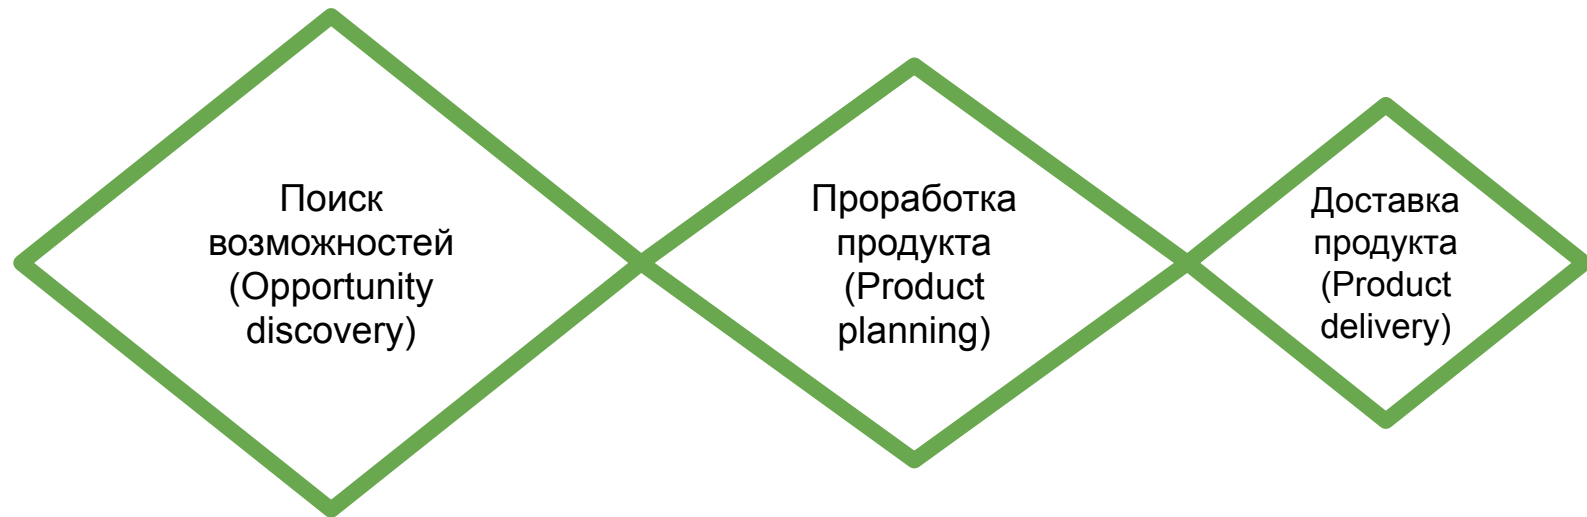 Поиск
возможностей
(Opportunity
discovery)
Проработка
продукта
(Product
planning)
Доставка
продукта
(Product
delivery)